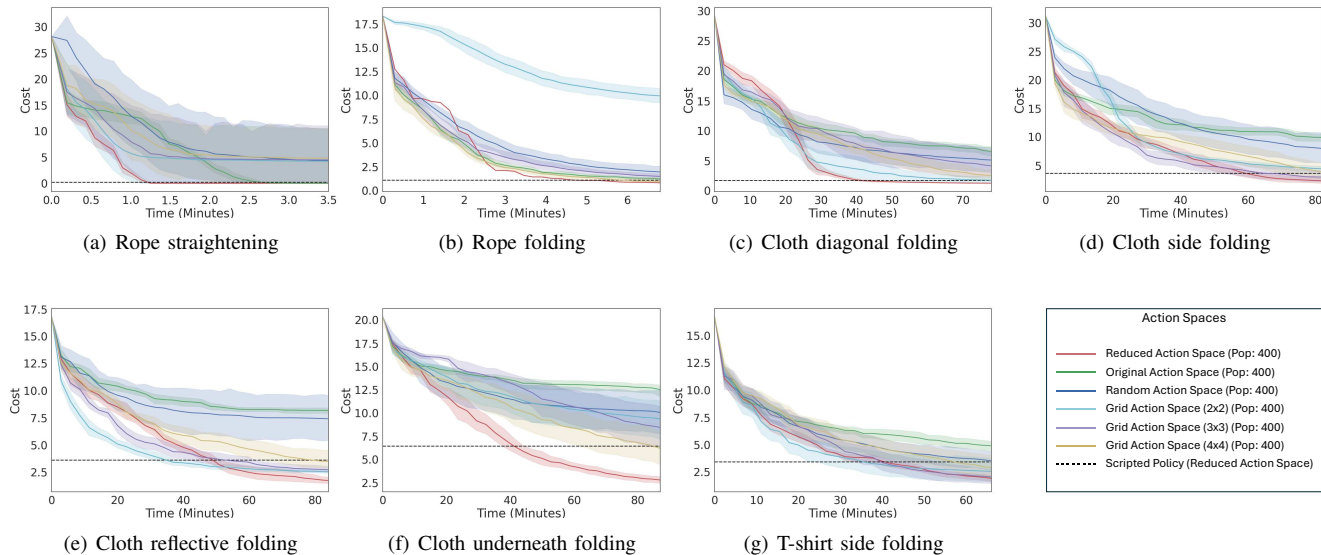 30
25
20
15
10
5
0
Cost
0.0 0.5 1.0 1.5 2.0 2.5 3.0 3.5
Time (Minutes)
(a) Rope straightening
17.5
15.0
12.5
10.0
7.5
5.0
2.5
0.0
Cost
0 1 2 3 4 5 6
Time (Minutes)
(b) Rope folding
30
25
20
15
10
5
0
Cost
0 10 20 30 40 50 60 70
Time (Minutes)
(c) Cloth diagonal folding
30
25
20
15
10
5
Cost
0 20 40 60 80
Time (Minutes)
(d) Cloth side folding
17.5
15.0
12.5
10.0
7.5
5.0
2.5
Cost
0 20 40 60 80
Time (Minutes)
(e) Cloth reflective folding
20.0
17.5
15.0
12.5
10.0
7.5
5.0
2.5
Cost
0 20 40 60 80
Time (Minutes)
(f) Cloth underneath folding
15.0
12.5
10.0
7.5
5.0
2.5
Cost
0 10 20 30 40 50 60
Time (Minutes)
(g) T-shirt side folding
Action Spaces
Reduced Action Space (Pop: 400)
Original Action Space (Pop: 400)
Random Action Space (Pop: 400)
Grid Action Space (2x2) (Pop: 400)
Grid Action Space (3x3) (Pop: 400)
Grid Action Space (4x4) (Pop: 400)
Scripted Policy (Reduced Action Space)